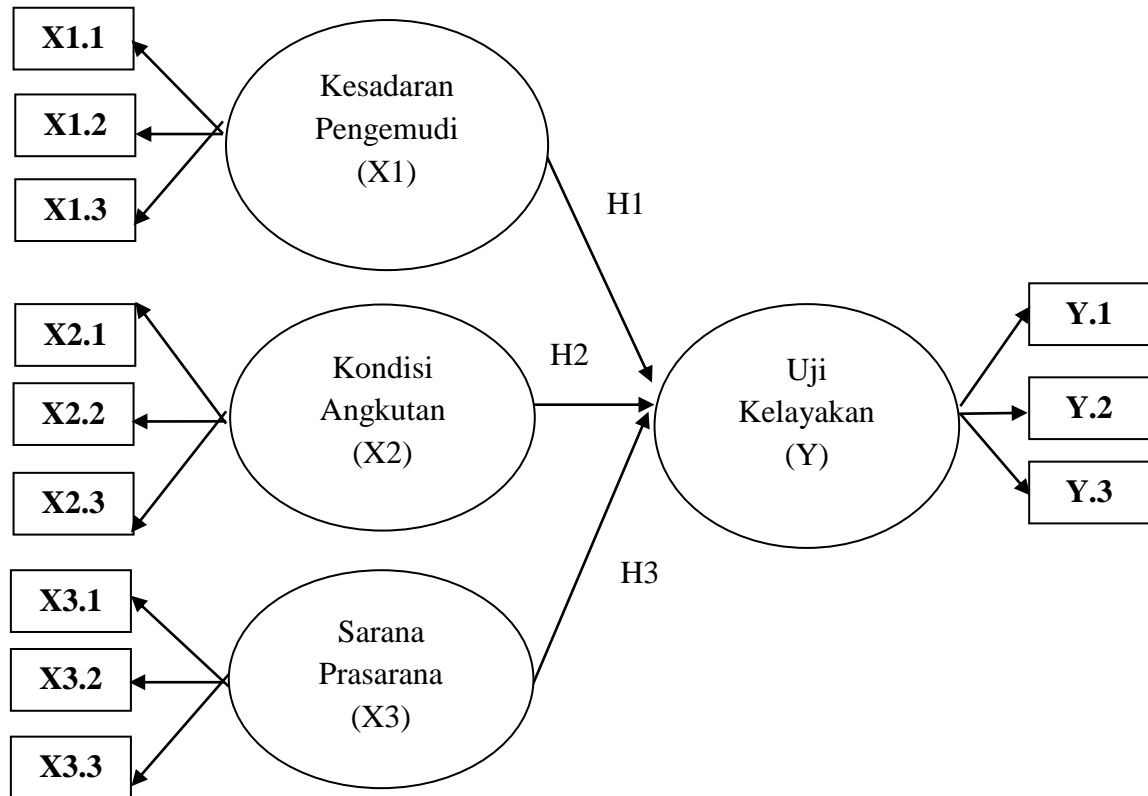 X1.1
X1.2
X1.3
Kesadaran
Pengemudi
(X1)
H1
X2.1
X2.2
X2.3
Kondisi
Angkutan
(X2)
H2
Uji
Kelayakan
(Y)
Y.1
Y.2
Y.3
X3.1
X3.2
X3.3
Sarana
Prasarana
(X3)
H3